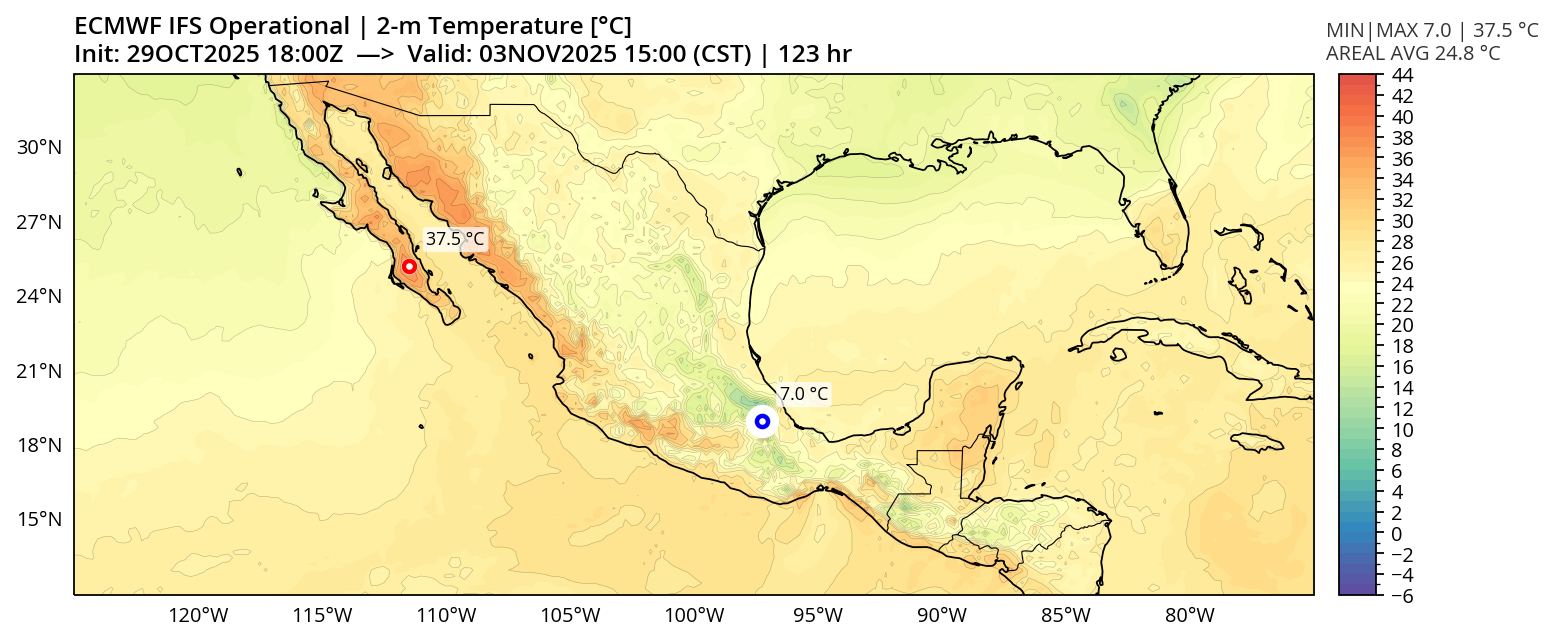 ECMWF IFS Operational | 2-m Temperature [°C]
Init: 29OCT2025 18:00Z —> Valid: 03NOV2025 15:00 (CST) | 123 hr
MIN|MAX 7.0 | 37.5 °C
AREAL AVG 24.8 °C
30°N
27°N
24°N
21°N
18°N
15°N
37.5 °C
7.0 °C
120°W
115°W
110°W
105°W
100°W
95°W
90°W
85°W
80°W
44
42
40
38
36
34
32
30
28
26
24
22
20
18
16
14
12
10
8
6
4
2
0
−2
−4
−6